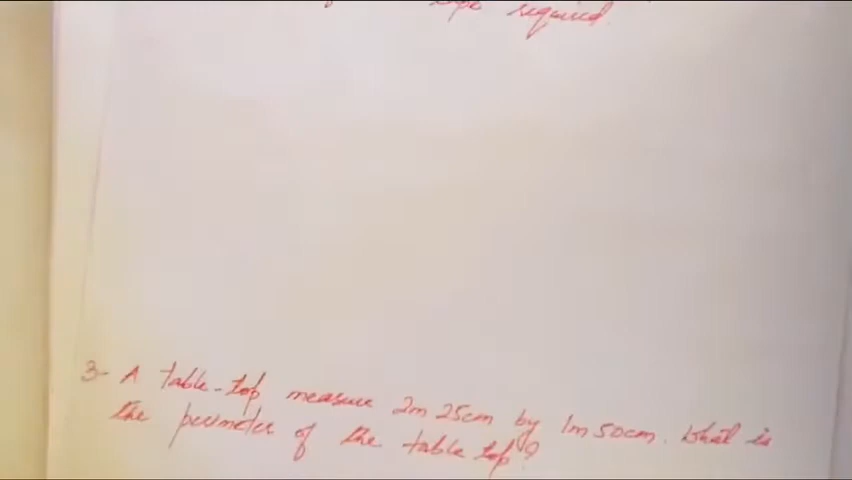 required.
3- A table-top measure 2m 25cm by 1m 50cm. What is
the perimeter of the table top?